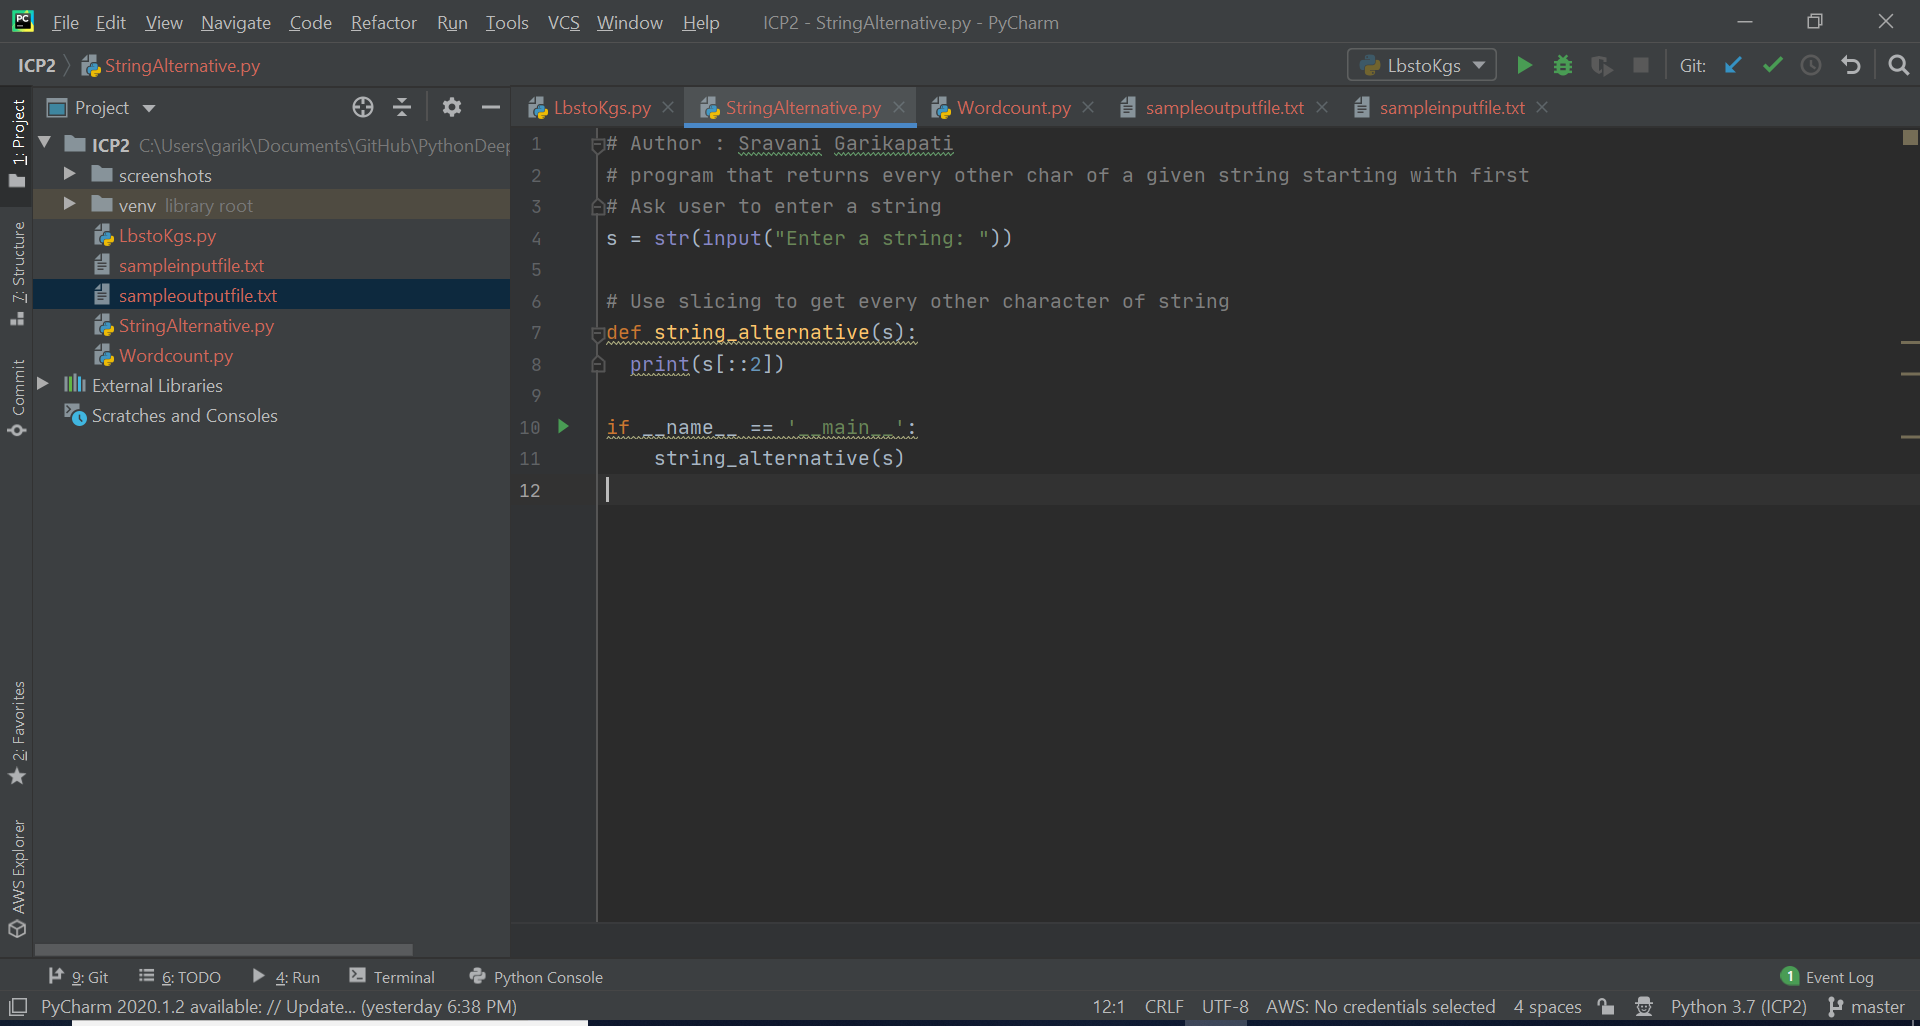 PC File Edit View Navigate Code Refactor Run Tools VCS Window Help ICP2 - StringAlternative.py - PyCharm
ICP2 StringAlternative.py LbstoKgs Git:
1: Project
7: Structure
Commit
2: Favorites
AWS Explorer
Project
ICP2 C:\Users\garik\Documents\GitHub\PythonDeep
screenshots
venv library root
LbstoKgs.py
sampleinputfile.txt
sampleoutputfile.txt
StringAlternative.py
Wordcount.py
External Libraries
Scratches and Consoles
LbstoKgs.py StringAlternative.py Wordcount.py sampleoutputfile.txt sampleinputfile.txt
1 # Author : Sravani Garikapati
2 # program that returns every other char of a given string starting with first
3 # Ask user to enter a string
4 s = str(input("Enter a string: "))
5
6 # Use slicing to get every other character of string
7 def string_alternative(s):
8 print(s[::2])
9
10 if __name__ == '__main__':
11 string_alternative(s)
12
9: Git 6: TODO 4: Run Terminal Python Console 1 Event Log
PyCharm 2020.1.2 available: // Update... (yesterday 6:38 PM) 12:1 CRLF UTF-8 AWS: No credentials selected 4 spaces Python 3.7 (ICP2) master